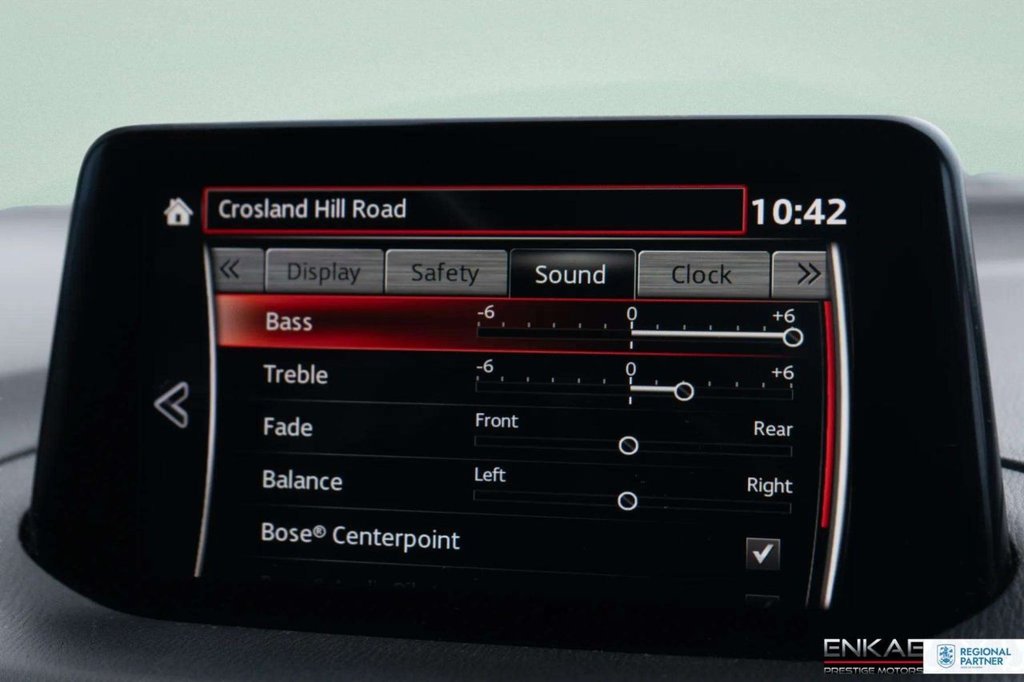 Crosland Hill Road 10:42
« Display Safety Sound Clock »
Bass -6 0 +6
Treble -6 0 +6
Fade Front Rear
Balance Left Right
Bose® Centerpoint
ENKAE
PRESTIGE MOTORS
REGIONAL
PARTNER